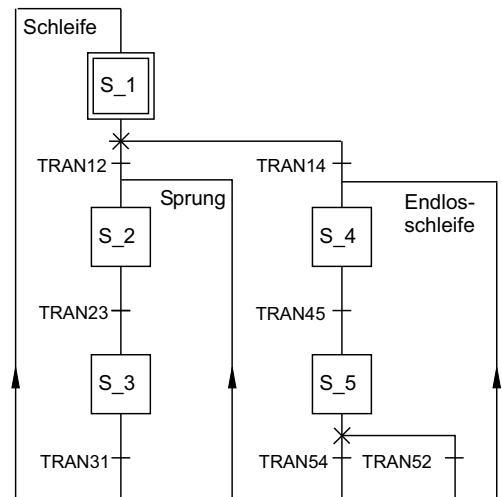 Schleife
S_1
TRAN12
TRAN14
Sprung
Endlos-
schleife
S_2
S_4
TRAN23
TRAN45
S_3
S_5
TRAN31
TRAN54
TRAN52